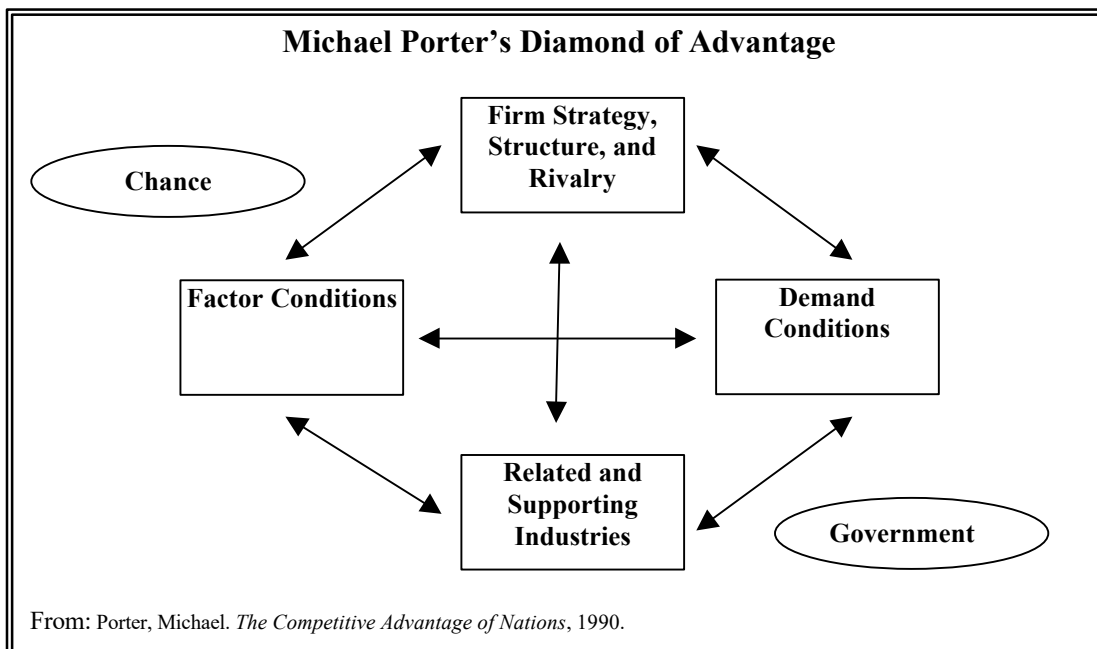 Michael Porter’s Diamond of Advantage
Firm Strategy,
Structure, and
Rivalry
Chance
Factor Conditions
Demand
Conditions
Related and
Supporting
Industries
Government
From: Porter, Michael. The Competitive Advantage of Nations, 1990.